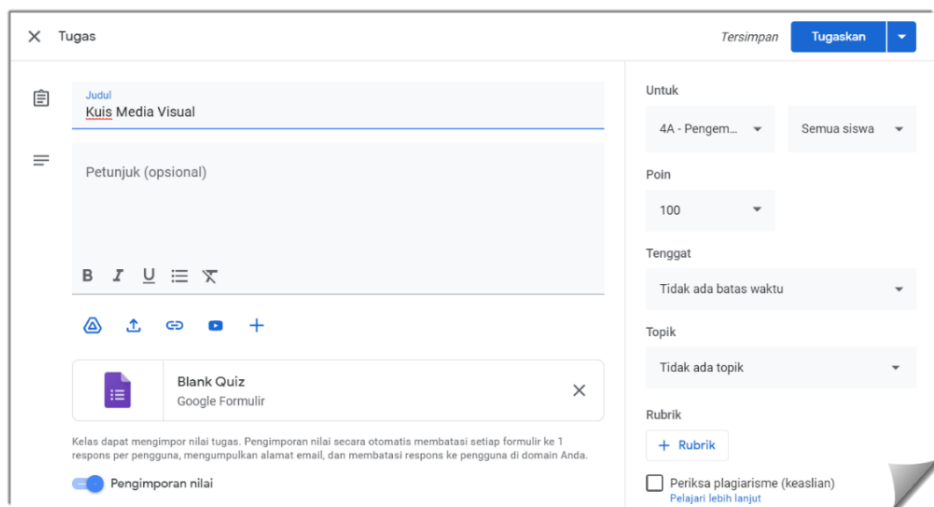 Tugas
Tersimpan
Tugaskan
Judul
Kuis Media Visual
Petunjuk (opsional)
B I U
Blank Quiz
Google Formulir
Kelas dapat mengimpor nilai tugas. Pengimporan nilai secara otomatis membatasi setiap formulir ke 1
respons per pengguna, mengumpulkan alamat email, dan membatasi respons ke pengguna di domain Anda.
Pengimporan nilai
Untuk
4A - Pengem...
Semua siswa
Poin
100
Tenggat
Tidak ada batas waktu
Topik
Tidak ada topik
Rubrik
+ Rubrik
Periksa plagiarisme (keaslian)
Pelajari lebih lanjut